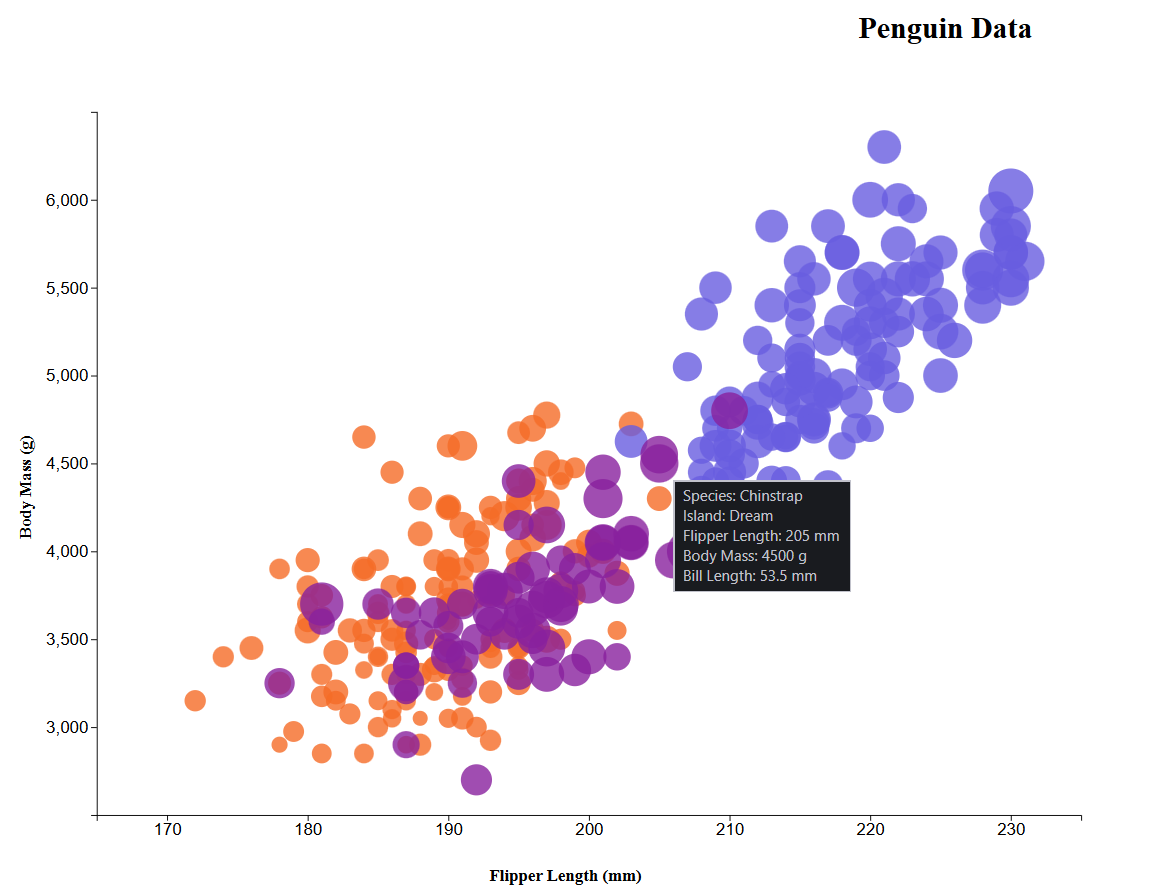 Penguin Data
Body Mass (g)
6,000
5,500
5,000
4,500
4,000
3,500
3,000
Species: Chinstrap
Island: Dream
Flipper Length: 205 mm
Body Mass: 4500 g
Bill Length: 53.5 mm
170 180 190 200 210 220 230
Flipper Length (mm)